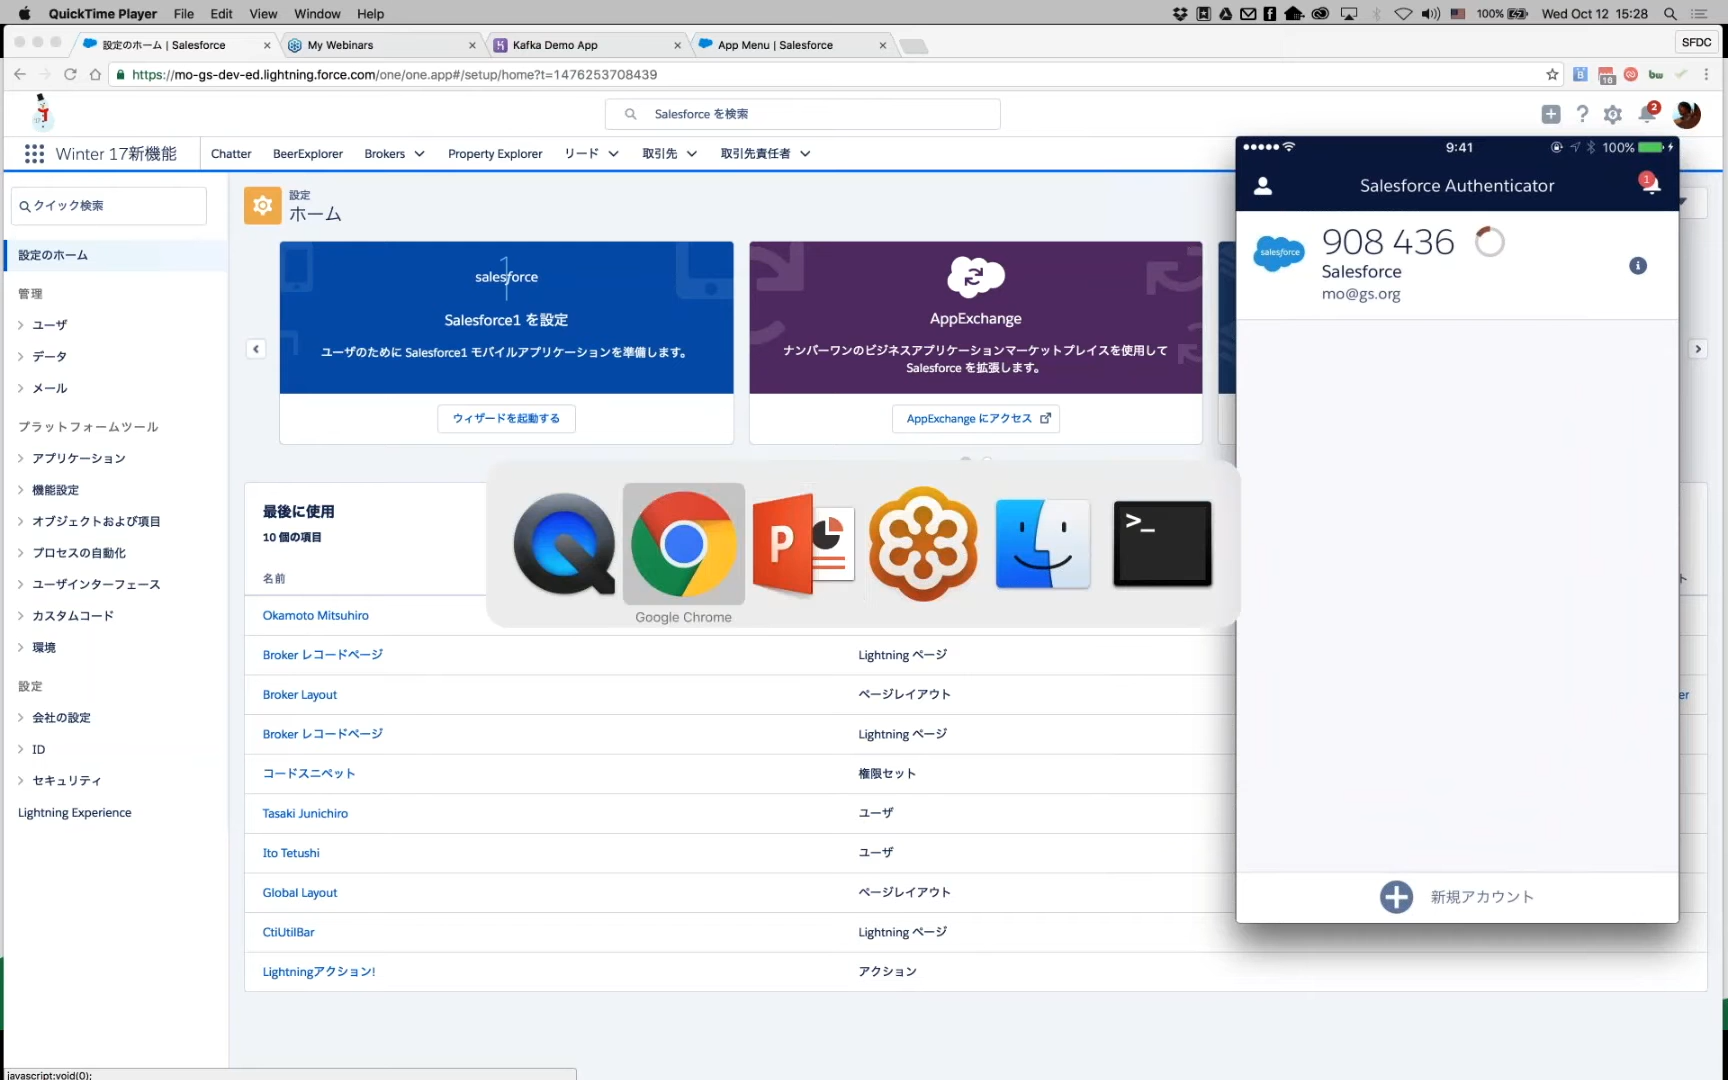 QuickTime Player File Edit View Window Help 100% Wed Oct 12 15:28
設定のホーム | Salesforce My Webinars Kafka Demo App App Menu | Salesforce SFDC
https://mo-gs-dev-ed.lightning.force.com/one/one.app#/setup/home?t=1476253708439
16 bw
Salesforce を検索
2
Winter 17新機能 Chatter BeerExplorer Brokers Property Explorer リード 取引先 取引先責任者
9:41 100%
Salesforce Authenticator 1
クイック検索
設定
ホーム
設定のホーム
管理
ユーザ
データ
メール
プラットフォームツール
アプリケーション
機能設定
オブジェクトおよび項目
プロセスの自動化
ユーザインターフェース
カスタムコード
環境
設定
会社の設定
ID
セキュリティ
Lightning Experience
salesforce
Salesforce1 を設定
ユーザのために Salesforce1 モバイルアプリケーションを準備します。
ウィザードを起動する
AppExchange
ナンバーワンのビジネスアプリケーションマーケットプレイスを使用して
Salesforce を拡張します。
AppExchange にアクセス
salesforce
908 436
Salesforce
mo@gs.org
新規アカウント
Google Chrome
最後に使用
10 個の項目
名前
Okamoto Mitsuhiro
Broker レコードページ Lightning ページ
Broker Layout ページレイアウト er
Broker レコードページ Lightning ページ
コードスニペット 権限セット
Tasaki Junichiro ユーザ
Ito Tetushi ユーザ
Global Layout ページレイアウト
CtiUtilBar Lightning ページ
Lightningアクション! アクション
javascript:void(0);